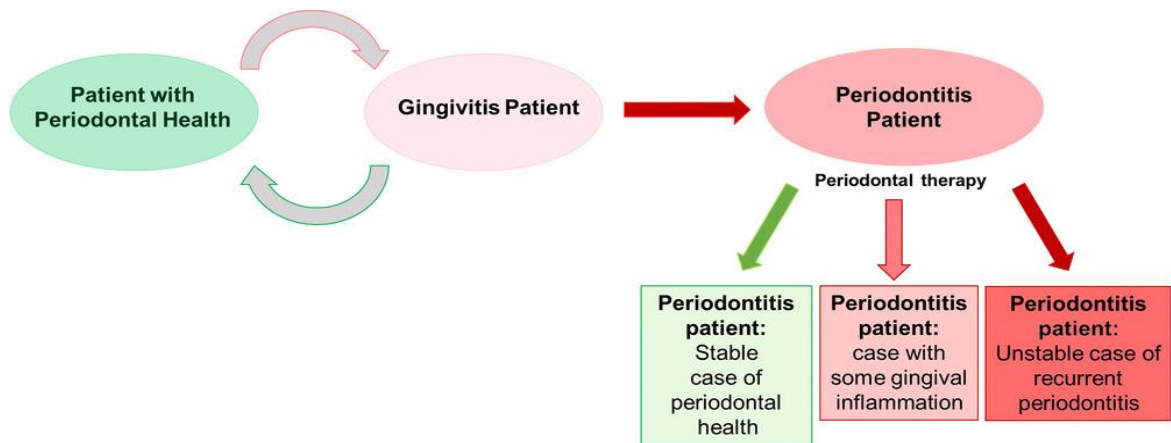 Patient with
Periodontal Health
Gingivitis Patient
Periodontitis
Patient
Periodontal therapy
Periodontitis
patient:
Stable
case of
periodontal
health
Periodontitis
patient:
case with
some gingival
inflammation
Periodontitis
patient:
Unstable case of
recurrent
periodontitis